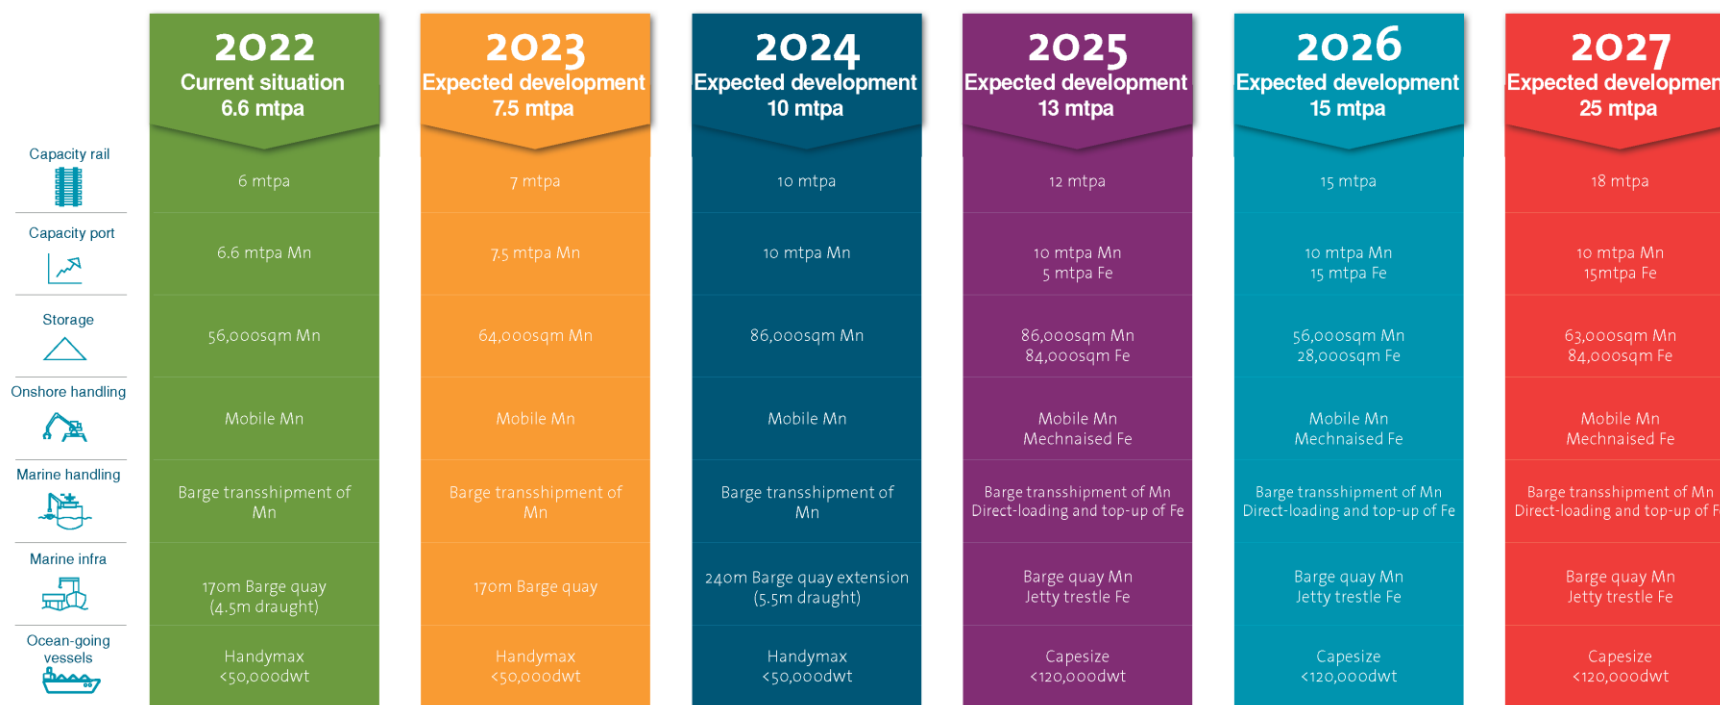 2022
Current situation
6.6 mtpa
2023
Expected development
7.5 mtpa
2024
Expected development
10 mtpa
2025
Expected development
13 mtpa
2026
Expected development
15 mtpa
2027
Expected developmen
25 mtpa
Capacity rail
6 mtpa
7 mtpa
10 mtpa
12 mtpa
15 mtpa
18 mtpa
Capacity port
6.6 mtpa Mn
7.5 mtpa Mn
10 mtpa Mn
10 mtpa Mn
5 mtpa Fe
10 mtpa Mn
15 mtpa Fe
10 mtpa Mn
15mtpa Fe
Storage
56,000sqm Mn
64,000sqm Mn
86,000sqm Mn
86,000sqm Mn
84,000sqm Fe
56,000sqm Mn
28,000sqm Fe
63,000sqm Mn
84,000sqm Fe
Onshore handling
Mobile Mn
Mobile Mn
Mobile Mn
Mobile Mn
Mechnaised Fe
Mobile Mn
Mechnaised Fe
Mobile Mn
Mechnaised Fe
Marine handling
Barge transshipment of
Mn
Barge transshipment of
Mn
Barge transshipment of
Mn
Barge transshipment of Mn
Direct-loading and top-up of Fe
Barge transshipment of Mn
Direct-loading and top-up of Fe
Barge transshipment of Mn
Direct-loading and top-up of F
Marine infra
170m Barge quay
(4.5m draught)
170m Barge quay
240m Barge quay extension
(5.5m draught)
Barge quay Mn
Jetty trestle Fe
Barge quay Mn
Jetty trestle Fe
Barge quay Mn
Jetty trestle Fe
Ocean-going
vessels
Handymax
<50,000dwt
Handymax
<50,000dwt
Handymax
<50,000dwt
Capesize
<120,000dwt
Capesize
<120,000dwt
Capesize
<120,000dwt